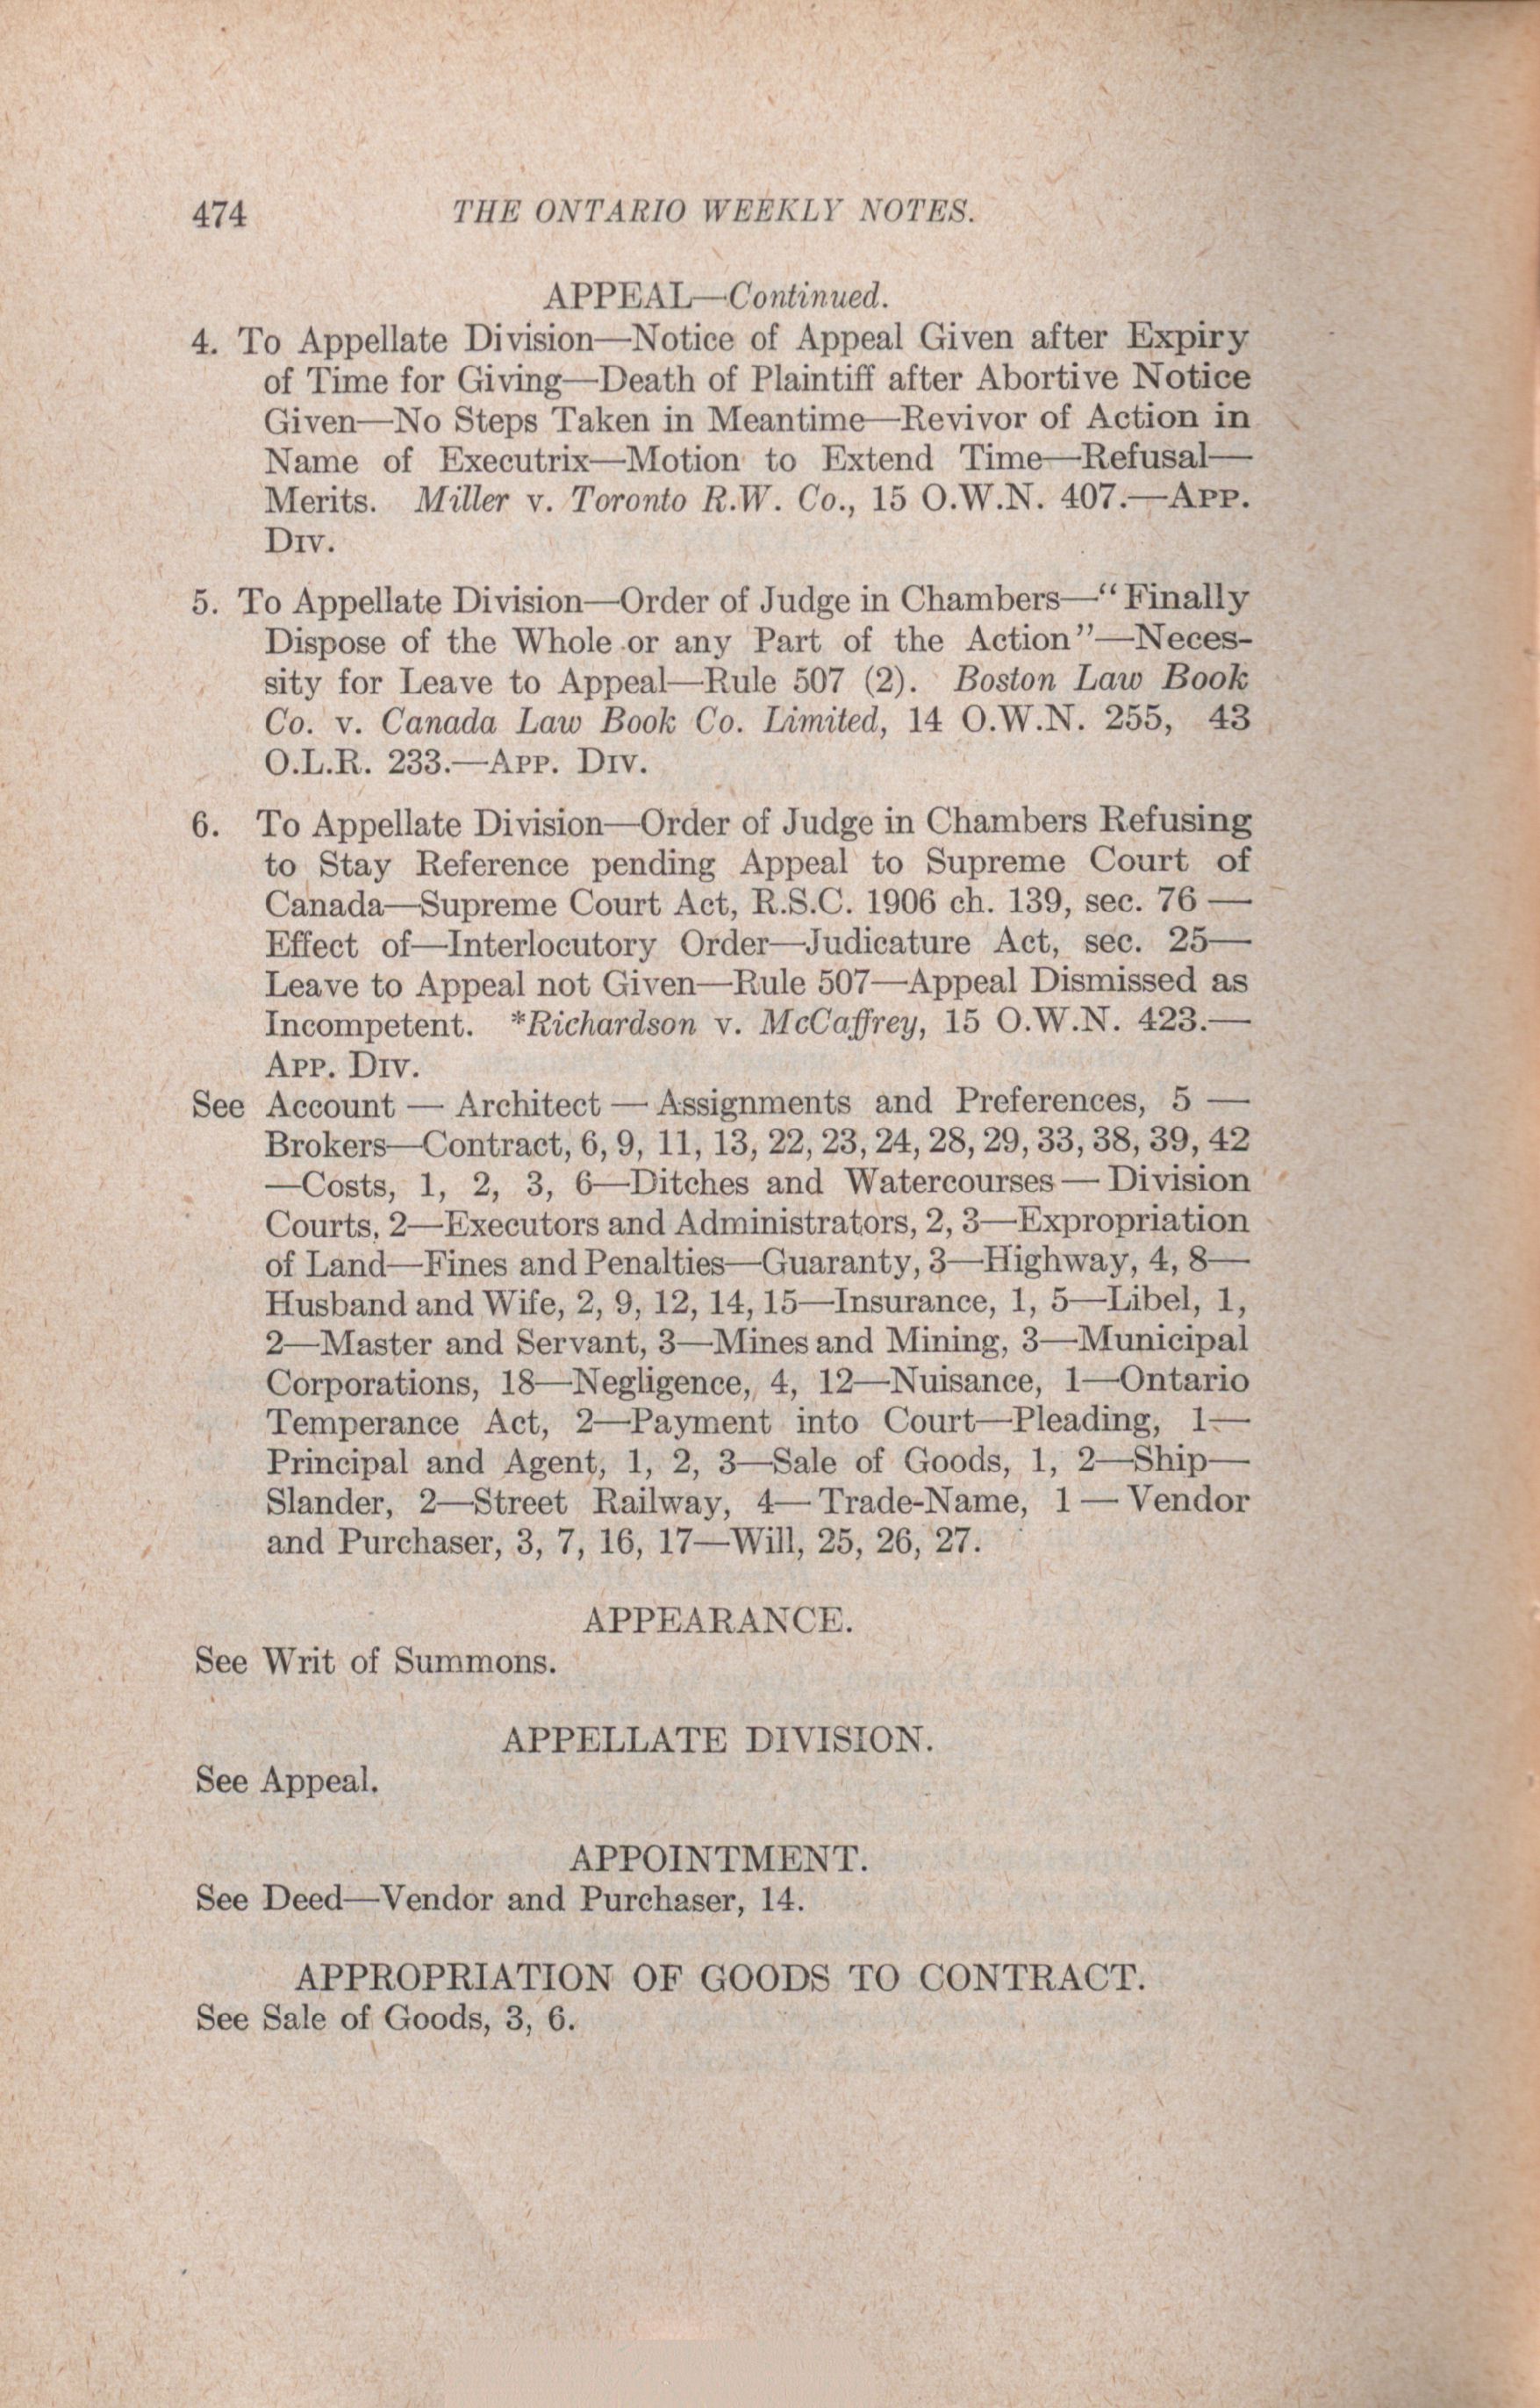 474 THE ONTARIO WEEKLY NOTES.
APPEAL—Continued.
4. To Appellate Division—Notice of Appeal Given after Expiry
of Time for Giving—Death of Plaintiff after Abortive Notice
Given—No Steps Taken in Meantime—Revivor of Action in
Name of Executrix—Motion to Extend Time—Refusal—
Merits. Miller v. Toronto R.W. Co., 15 O.W.N. 407.—App.
Div.
5. To Appellate Division—Order of Judge in Chambers—“Finally
Dispose of the Whole or any Part of the Action”—Neces-
sity for Leave to Appeal—Rule 507 (2). Boston Law Book
Co. v. Canada Law Book Co. Limited, 14 O.W.N. 255, 43
O.L.R. 233.—App. Div.
6. To Appellate Division—Order of Judge in Chambers Refusing
to Stay Reference pending Appeal to Supreme Court of
Canada—Supreme Court Act, R.S.C. 1906 ch. 139, sec. 76—
Effect of—Interlocutory Order—Judicature Act, sec. 25—
Leave to Appeal not Given—Rule 507—Appeal Dismissed as
Incompetent. *Richardson v. McCaffrey, 15 O.W.N. 423.—
App. Div.
See Account — Architect — Assignments and Preferences, 5 —
Brokers—Contract, 6, 9, 11, 13, 22, 23, 24, 28, 29, 33, 38, 39, 42
—Costs, 1, 2, 3, 6—Ditches and Watercourses — Division
Courts, 2—Executors and Administrators, 2, 3—Expropriation
of Land—Fines and Penalties—Guaranty, 3—Highway, 4, 8—
Husband and Wife, 2, 9, 12, 14, 15—Insurance, 1, 5—Libel, 1,
2—Master and Servant, 3—Mines and Mining, 3—Municipal
Corporations, 18—Negligence, 4, 12—Nuisance, 1—Ontario
Temperance Act, 2—Payment into Court—Pleading, 1—
Principal and Agent, 1, 2, 3—Sale of Goods, 1, 2—Ship—
Slander, 2—Street Railway, 4— Trade-Name, 1 — Vendor
and Purchaser, 3, 7, 16, 17—Will, 25, 26, 27.
APPEARANCE.
See Writ of Summons.
APPELLATE DIVISION.
See Appeal.
APPOINTMENT.
See Deed—Vendor and Purchaser, 14.
APPROPRIATION OF GOODS TO CONTRACT.
See Sale of Goods, 3, 6.